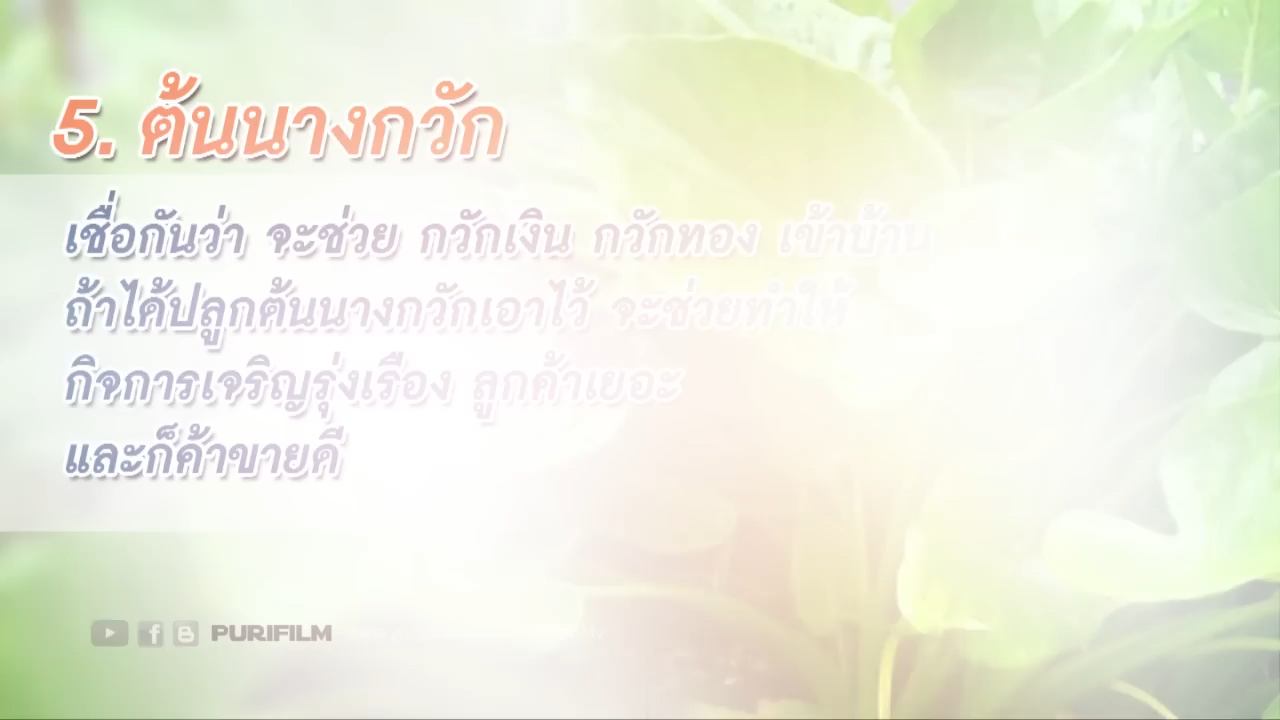 5. ต้นนางกวัก
เชื่อกันว่า จะช่วย กวักเงิน กวักทอง เข้าบ้าน
ถ้าได้ปลูกต้นนางกวักเอาไว้ จะช่วยทำให้
กิจการเจริญรุ่งเรือง ลูกค้าเยอะ
และก็ค้าขายดี
PURIFILM